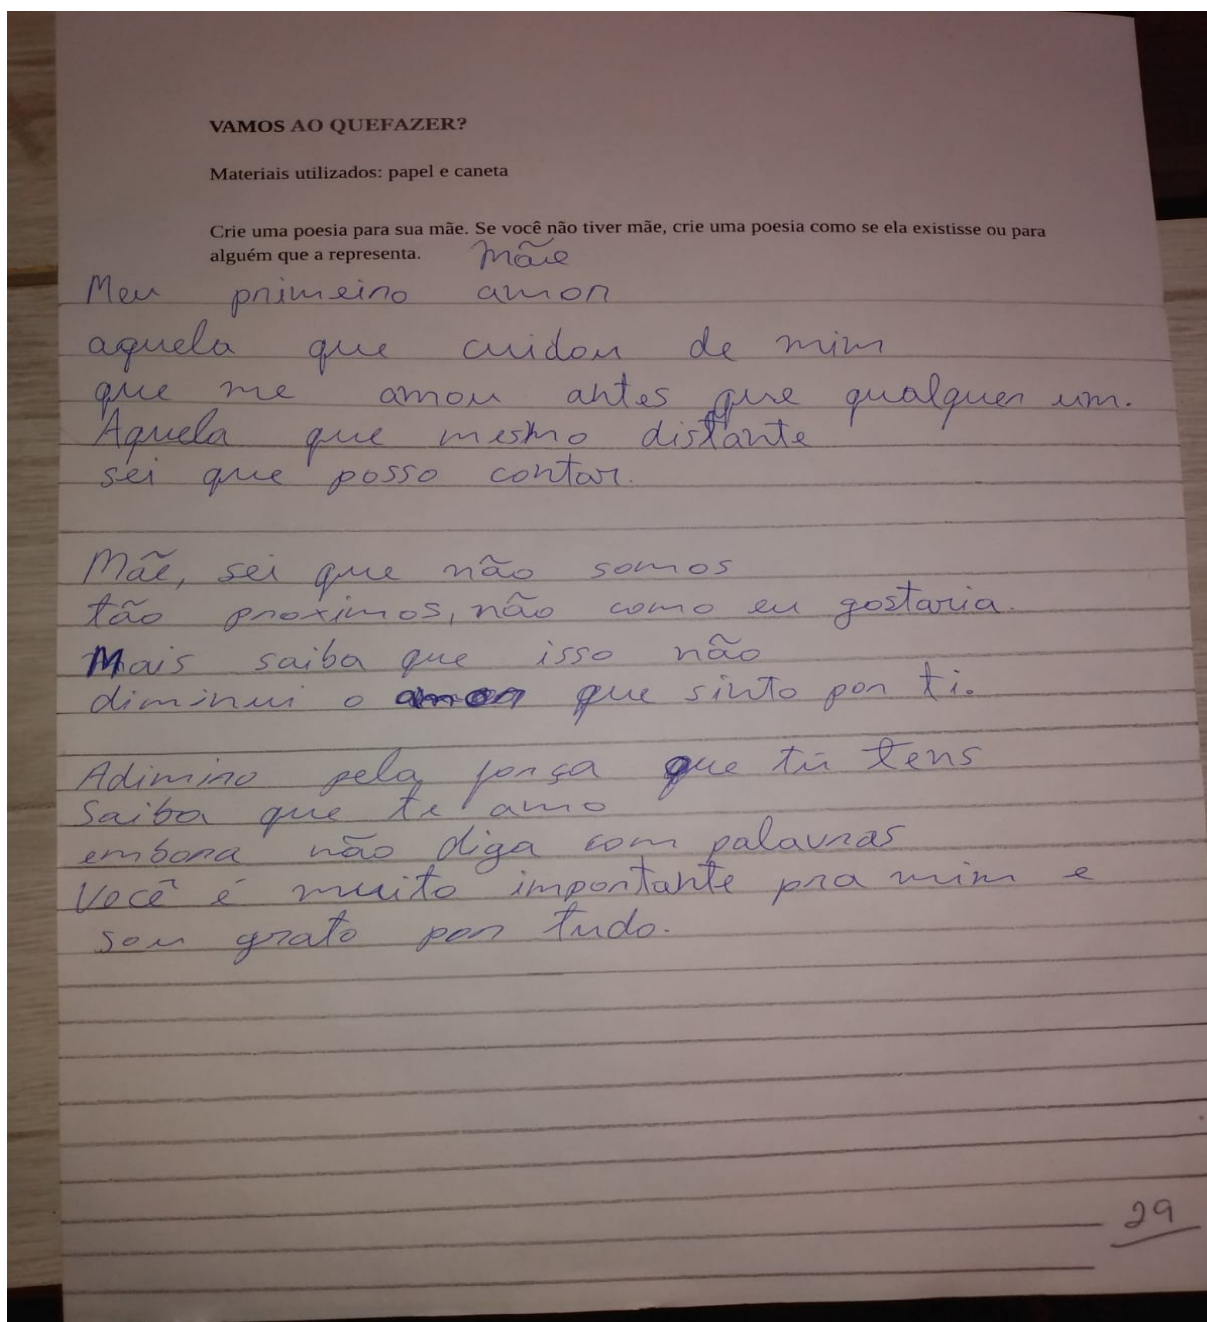 VAMOS AO QUEFAZER?
Materiais utilizados: papel e caneta
Crie uma poesia para sua mãe. Se você não tiver mãe, crie uma poesia como se ela existisse ou para
alguém que a representa.
Mãe
Meu primeiro amor
aquela que cuidou de mim
que me amou antes que qualquer um.
Aquela que mesmo distante
sei que posso contar.
Mãe, sei que não somos
tão proximos, não como eu gostaria.
Mais saiba que isso não
diminui o amor que sinto por ti.
Adimiro pela força que tú tens
Saiba que te amo
embora não diga com palavras
Você é muito importante pra mim e
sou grato por tudo.
29